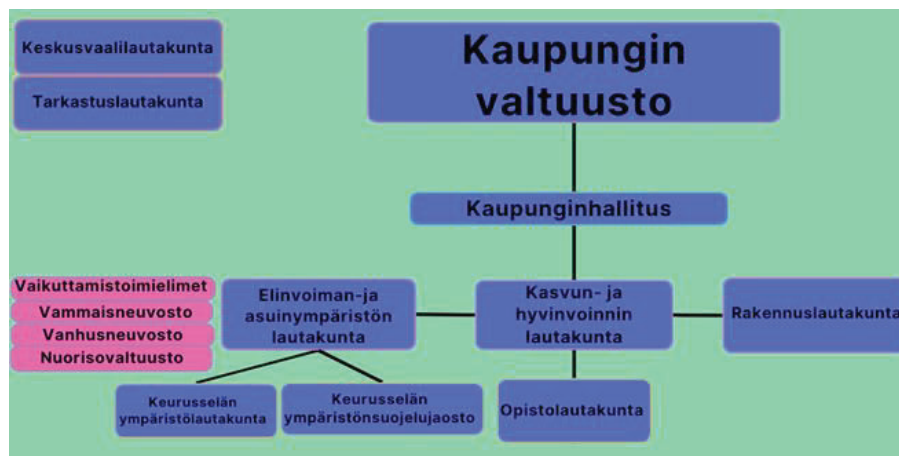 Keskusvaalilautakunta
Tarkastuslautakunta
Kaupungin
valtuusto
Kaupunginhallitus
Vaikuttamistoimielimet
Vammaisneuvosto
Vanhusneuvosto
Nuorisovaltuusto
Elinvoiman-ja
asuinympäristön
lautakunta
Kasvun- ja
hyvinvoinnin
lautakunta
Rakennuslautakunta
Keurusselän
ympäristölautakunta
Keurusselän
ympäristönsuojelujaosto
Opistolautakunta